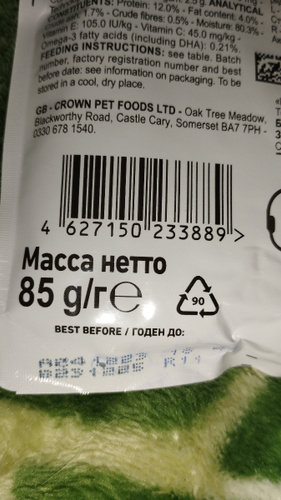 CONSTITUENTS: Protein: 12.0% - Fat content: 4.0% -
1.7% - Crude fibres: 0.5% - Moisture: 80.3%.
E: 105.0 IU/kg - Vitamin C: 45.0 mg/kg -
Omega-3 fatty acids (including DHA): 0.21%.
FEEDING INSTRUCTIONS: see table. Batch
number, factory registration number and best
before date: see information on packaging. To be
stored in a cool, dry place.
GB - CROWN PET FOODS LTD - Oak Tree Meadow,
Blackworthy Road, Castle Cary, Somerset BA7 7PH -
0330 678 1540.
4 627150 233889 >
Масса нетто
85 g/г℮
90
BEST BEFORE / ГОДЕН ДО: